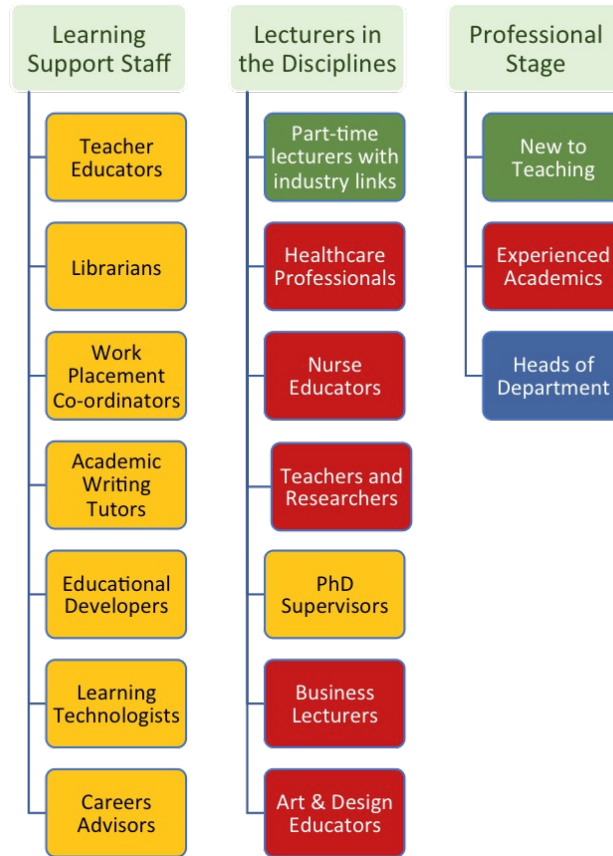 Learning
Support Staff
Teacher
Educators
Librarians
Work
Placement
Co-ordinators
Academic
Writing
Tutors
Educational
Developers
Learning
Technologists
Careers
Advisors
Lecturers in
the Disciplines
Part-time
lecturers with
industry links
Healthcare
Professionals
Nurse
Educators
Teachers and
Researchers
PhD
Supervisors
Business
Lecturers
Art & Design
Educators
Professional
Stage
New to
Teaching
Experienced
Academics
Heads of
Department